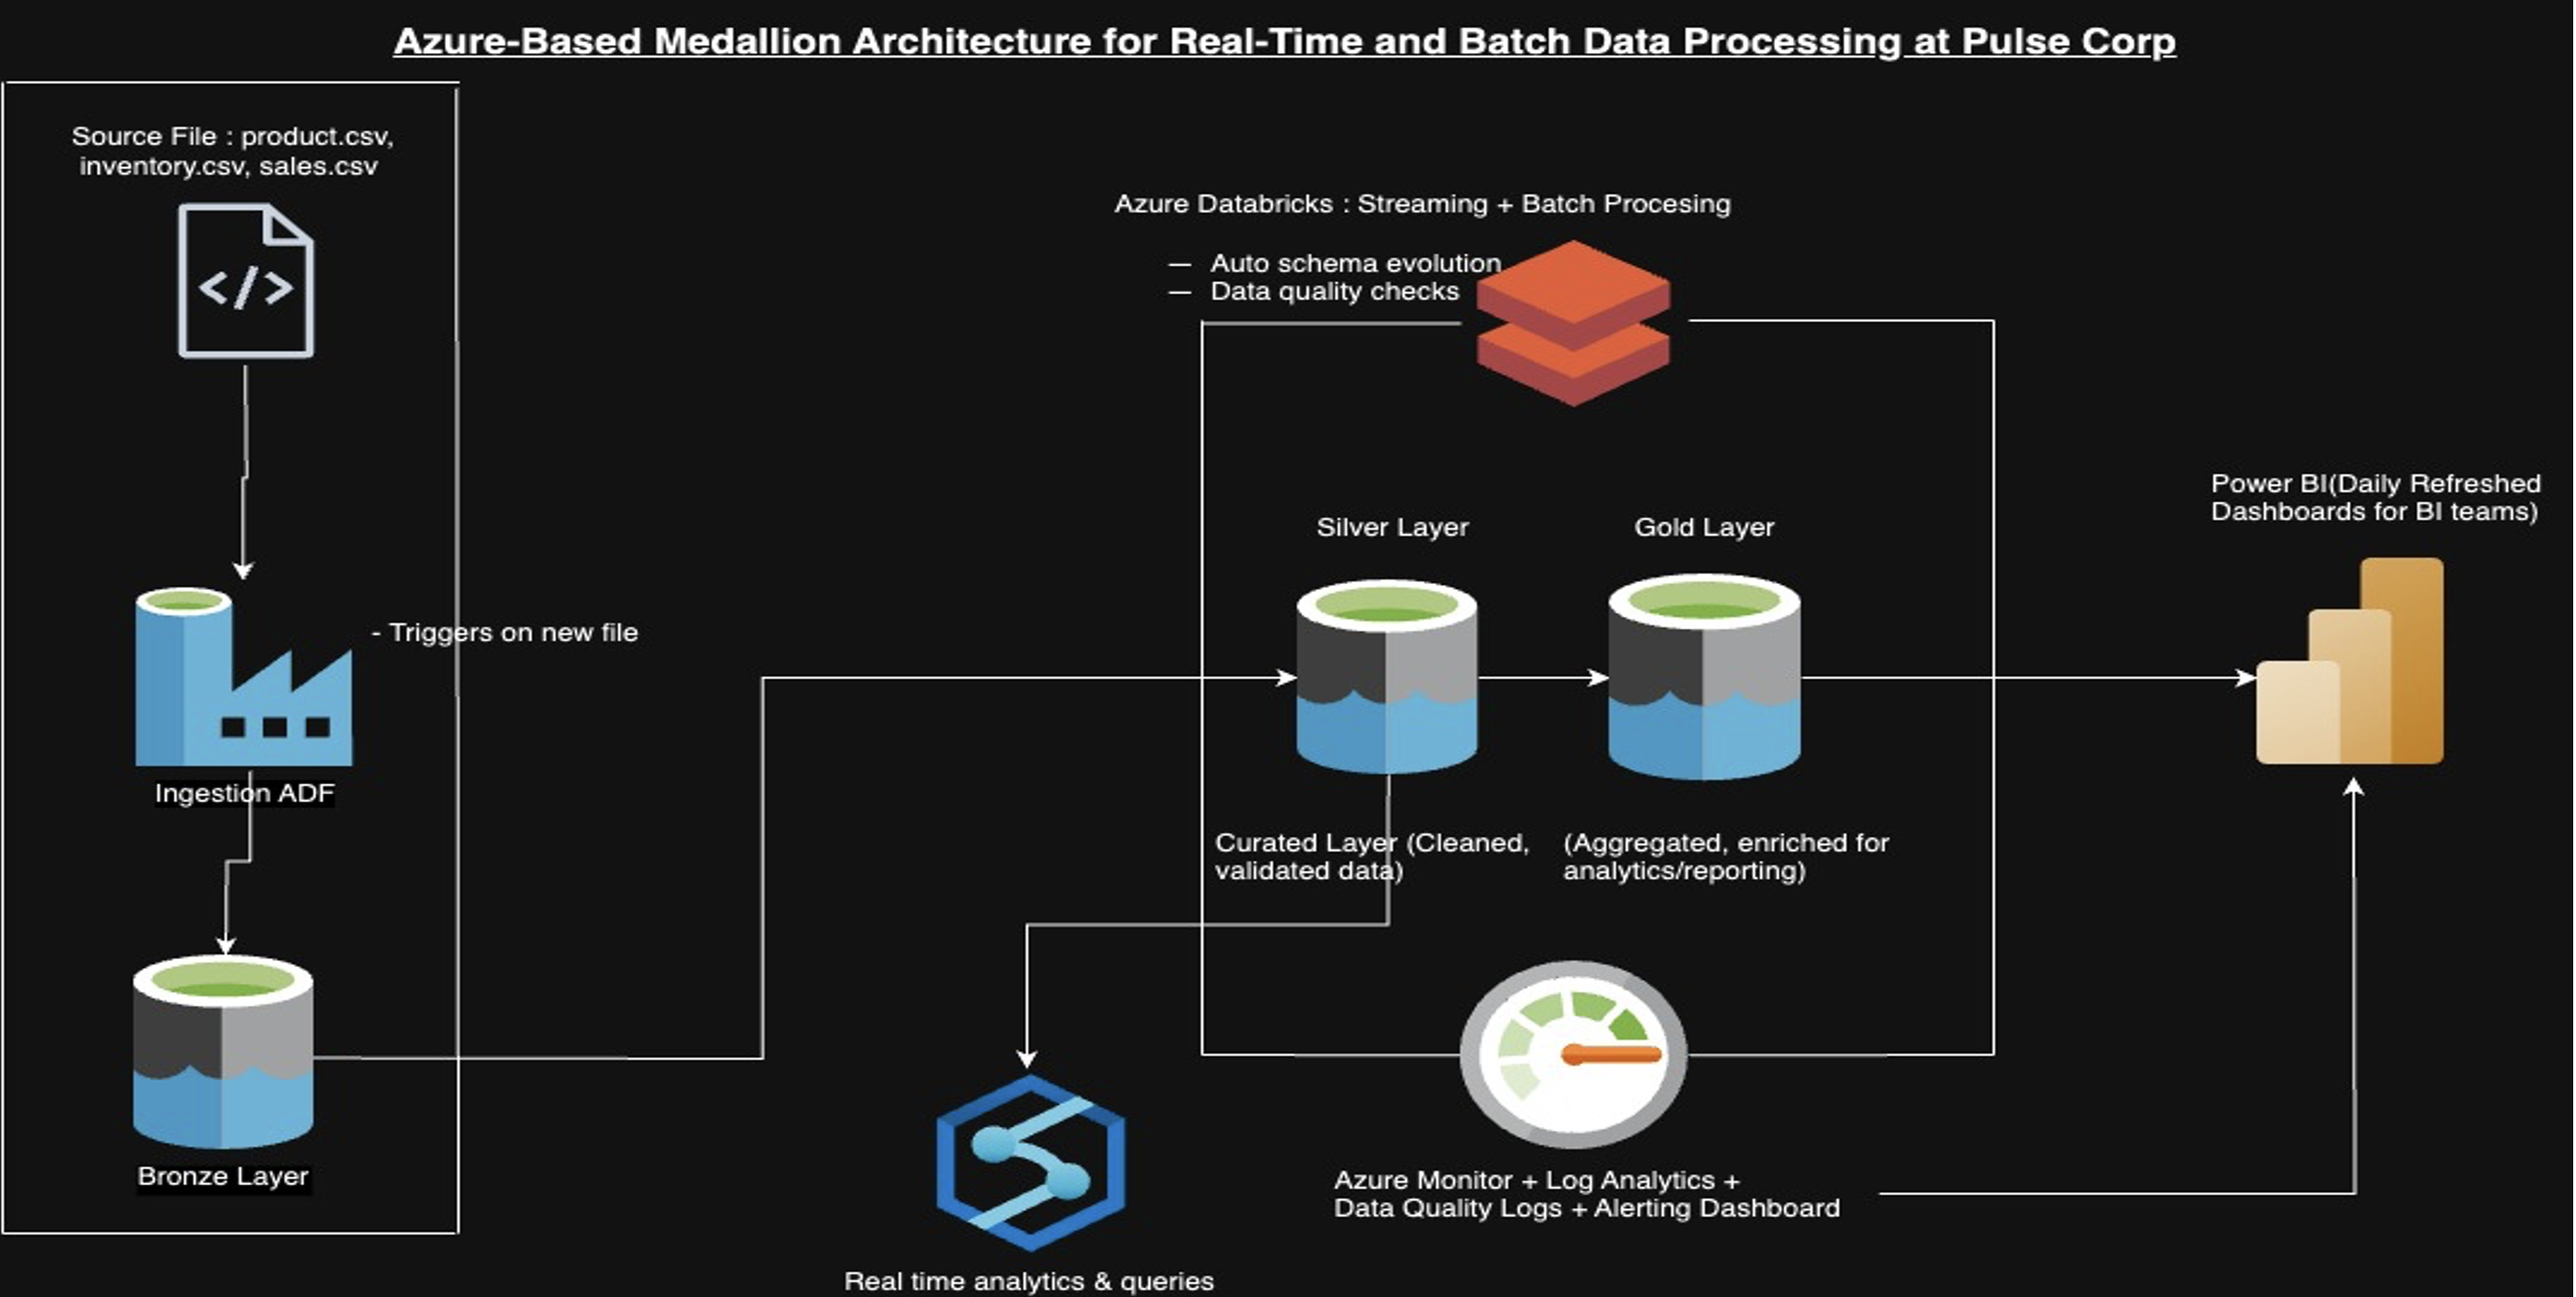 Azure-Based Medallion Architecture for Real-Time and Batch Data Processing at Pulse Corp
Source File : product.csv,
inventory.csv, sales.csv
- Triggers on new file
Ingestion ADF
Bronze Layer
Azure Databricks : Streaming + Batch Procesing
— Auto schema evolution
— Data quality checks
Silver Layer
Gold Layer
Curated Layer (Cleaned,
validated data)
(Aggregated, enriched for
analytics/reporting)
Power BI(Daily Refreshed
Dashboards for BI teams)
Azure Monitor + Log Analytics +
Data Quality Logs + Alerting Dashboard
Real time analytics & queries